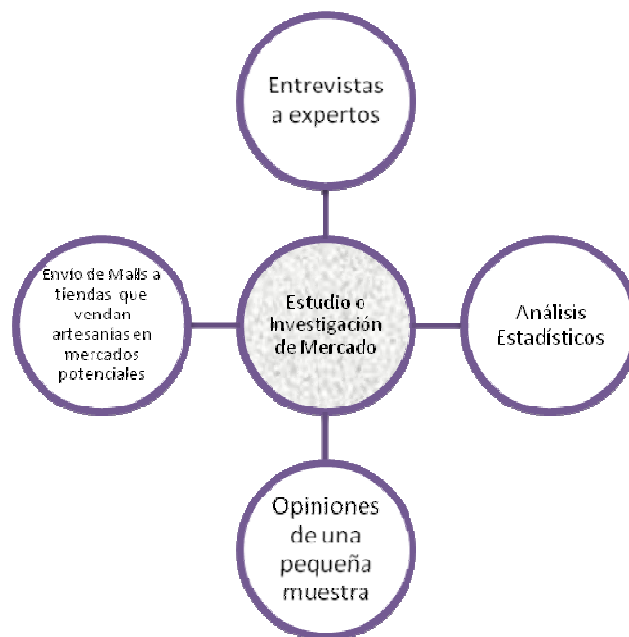 Entrevistas
a expertos
Envío de Mails a
tiendas que
vendan
artesanías en
mercados
potenciales
Estudio o
Investigación
de Mercado
Análisis
Estadísticos
Opiniones
de una
pequeña
muestra